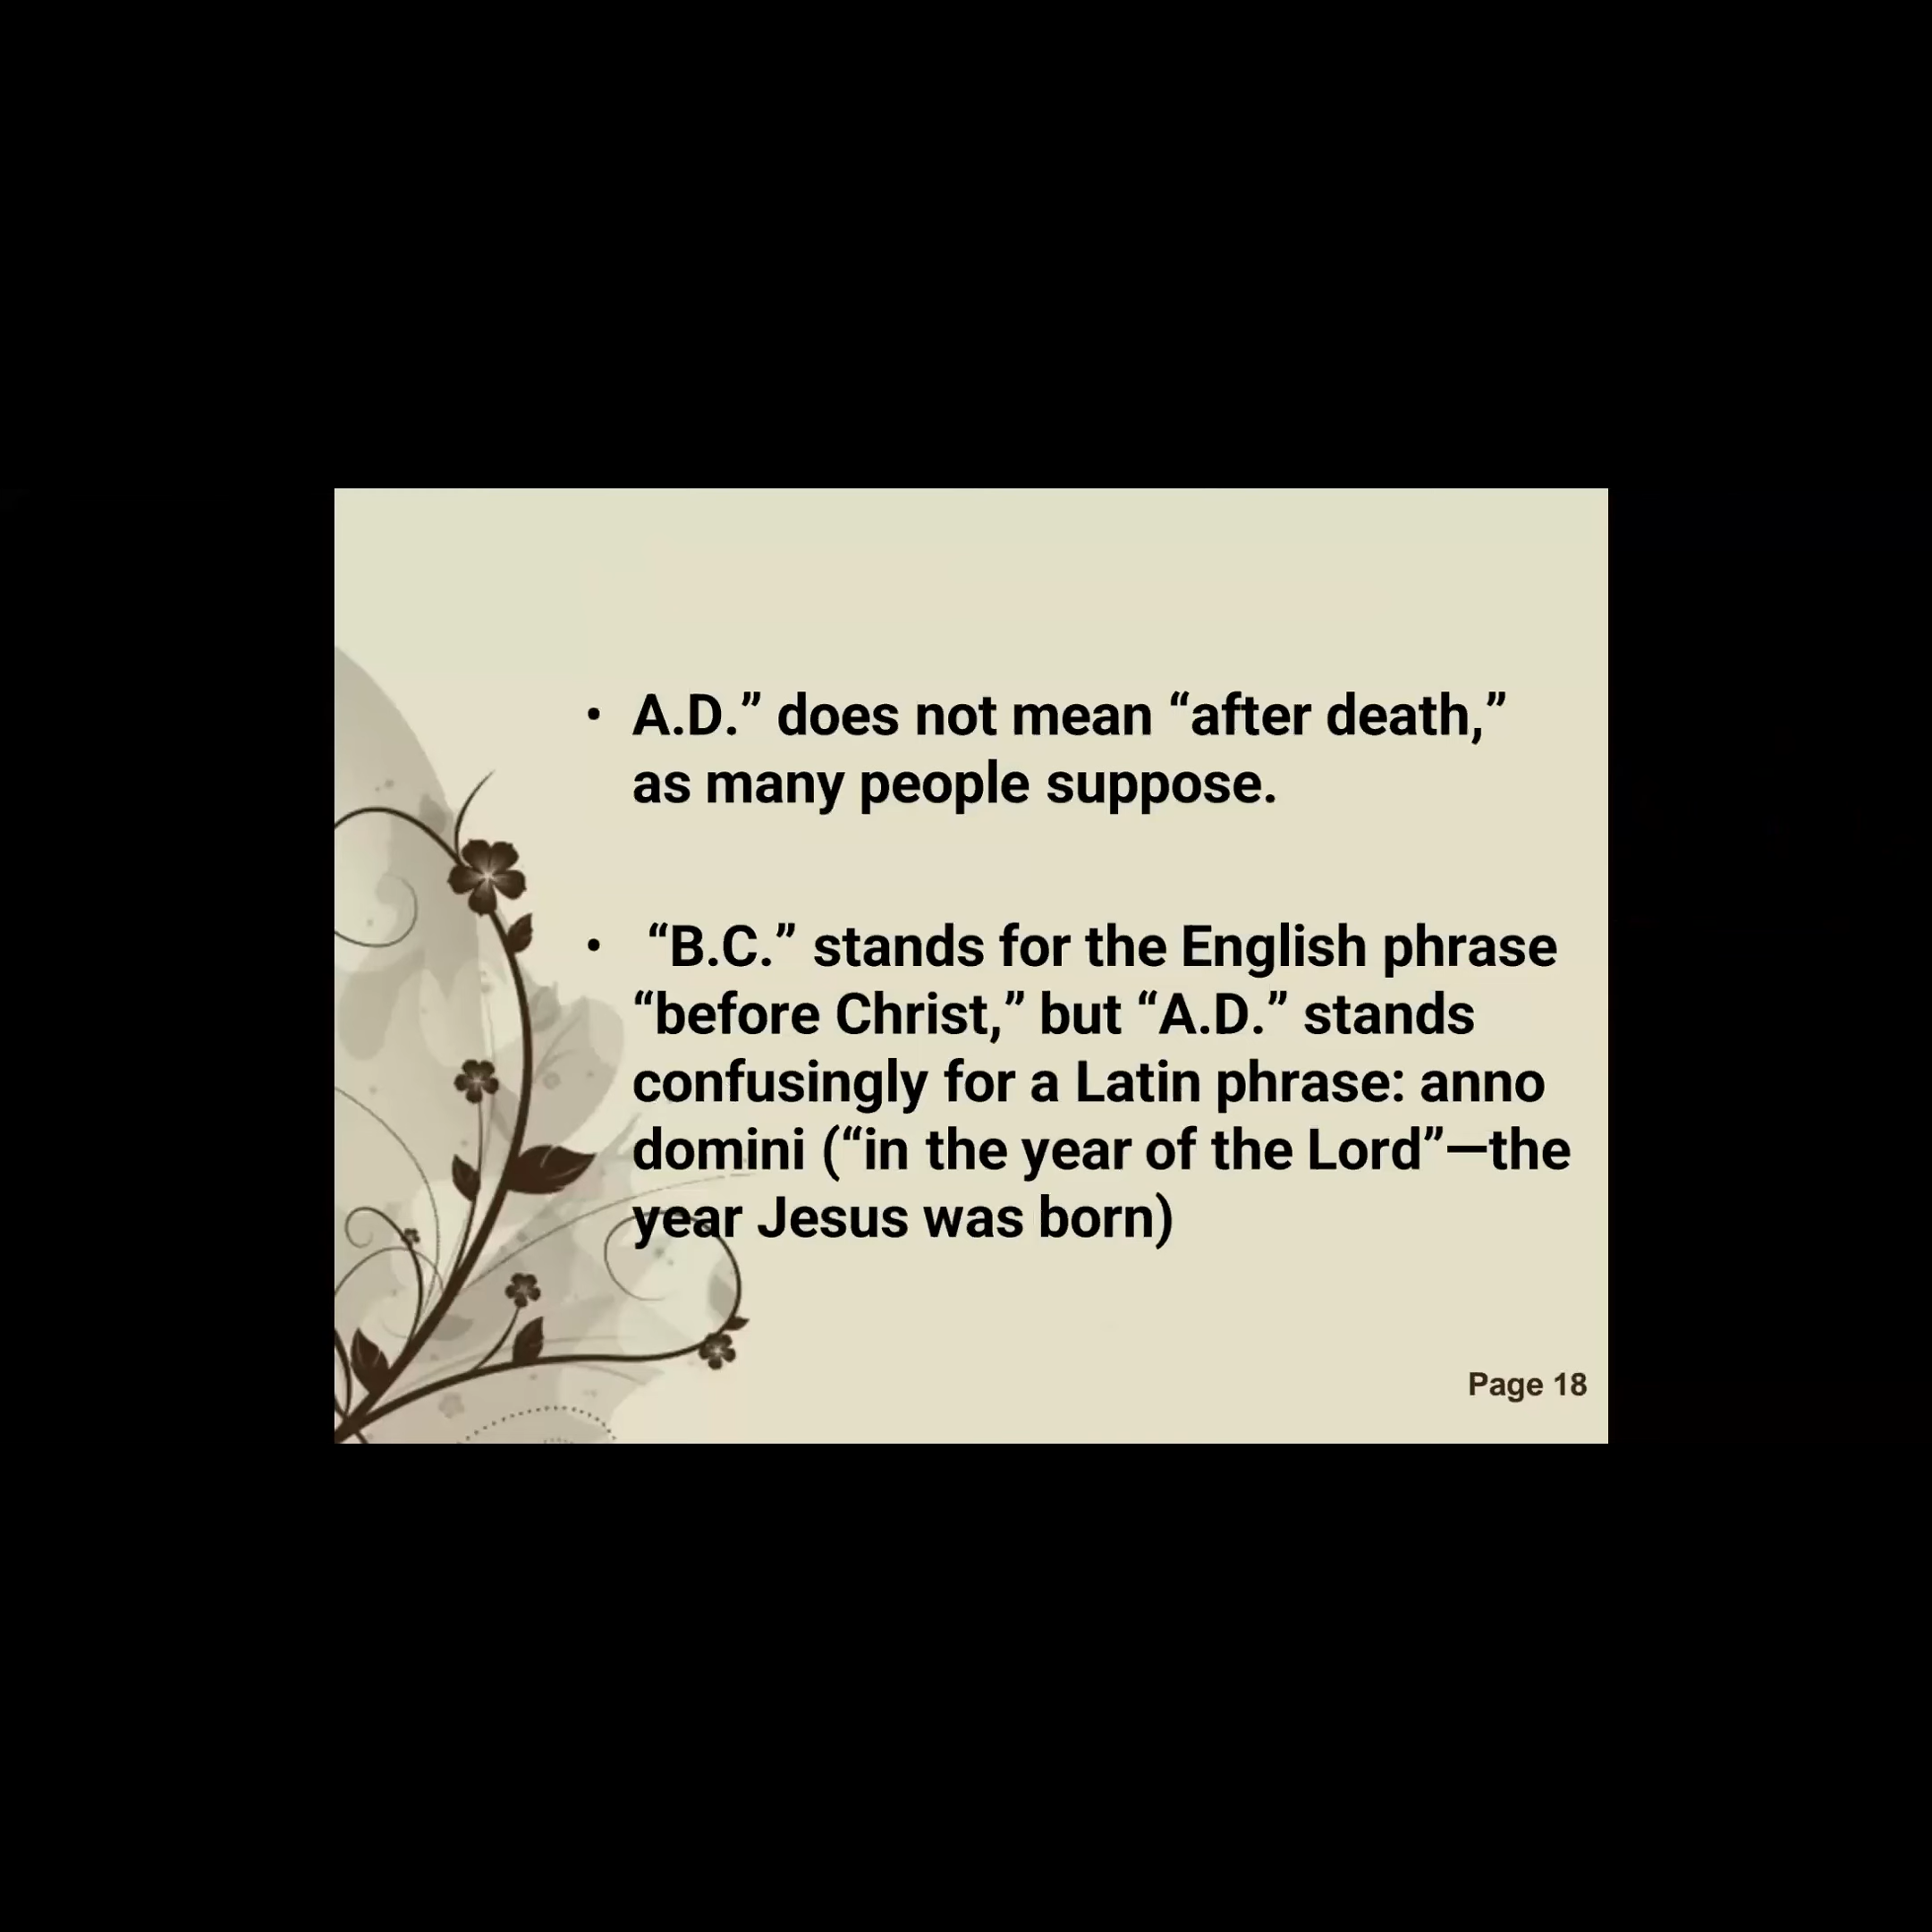 • A.D.” does not mean “after death,”
as many people suppose.
• “B.C.” stands for the English phrase
“before Christ,” but “A.D.” stands
confusingly for a Latin phrase: anno
domini (“in the year of the Lord”—the
year Jesus was born)
Page 18